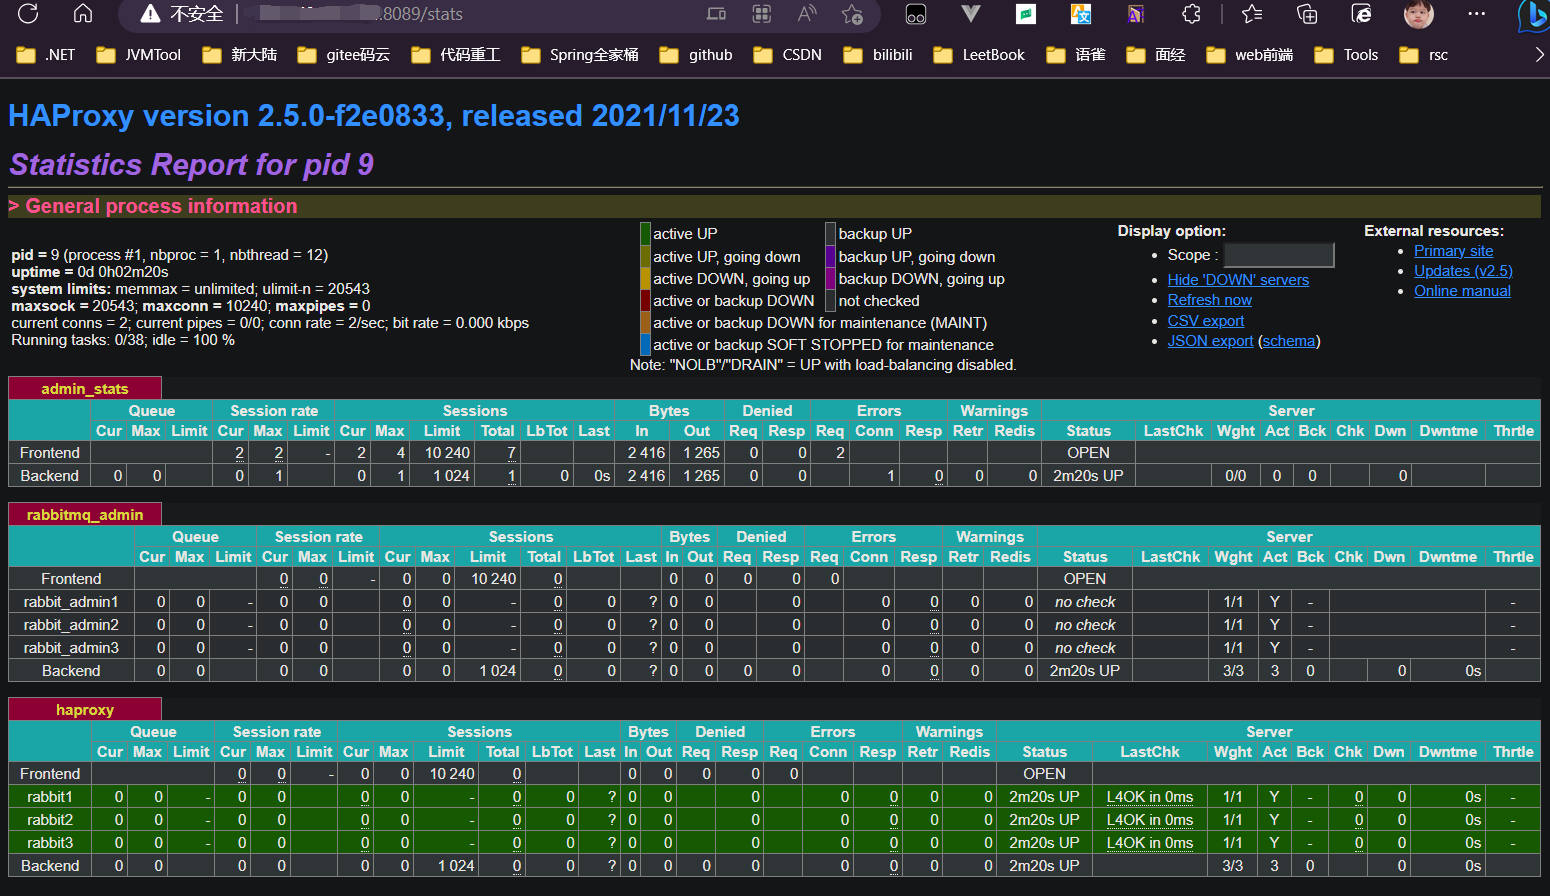 不安全
:8089/stats
.NET JVMTool 新大陆 gitee码云 代码重工 Spring全家桶 github CSDN bilibili LeetBook 语雀 面经 web前端 Tools rsc
HAProxy version 2.5.0-f2e0833, released 2021/11/23
Statistics Report for pid 9
> General process information
pid = 9 (process #1, nbproc = 1, nbthread = 12)
uptime = 0d 0h02m20s
system limits: memmax = unlimited; ulimit-n = 20543
maxsock = 20543; maxconn = 10240; maxpipes = 0
current conns = 2; current pipes = 0/0; conn rate = 2/sec; bit rate = 0.000 kbps
Running tasks: 0/38; idle = 100 %
active UP backup UP
active UP, going down backup UP, going down
active DOWN, going up backup DOWN, going up
active or backup DOWN not checked
active or backup DOWN for maintenance (MAINT)
active or backup SOFT STOPPED for maintenance
Note: "NOLB"/"DRAIN" = UP with load-balancing disabled.
Display option:
Scope :
Hide 'DOWN' servers
Refresh now
CSV export
JSON export (schema)
External resources:
Primary site
Updates (v2.5)
Online manual
admin_stats
Queue Session rate Sessions Bytes Denied Errors Warnings Server
Cur Max Limit Cur Max Limit Cur Max Limit Total LbTot Last In Out Req Resp Req Conn Resp Retr Redis Status LastChk Wght Act Bck Chk Dwn Dwntme Thrtle
Frontend 2 2 - 2 4 10 240 7 2 416 1 265 0 0 2 OPEN
Backend 0 0 0 1 0 1 1 024 1 0 0s 2 416 1 265 0 0 1 0 0 0 2m20s UP 0/0 0 0 0
rabbitmq_admin
Queue Session rate Sessions Bytes Denied Errors Warnings Server
Cur Max Limit Cur Max Limit Cur Max Limit Total LbTot Last In Out Req Resp Req Conn Resp Retr Redis Status LastChk Wght Act Bck Chk Dwn Dwntme Thrtle
Frontend 0 0 - 0 0 10 240 0 0 0 0 0 0 OPEN
rabbit_admin1 0 0 - 0 0 0 0 - 0 0 ? 0 0 0 0 0 0 0 no check 1/1 Y - -
rabbit_admin2 0 0 - 0 0 0 0 - 0 0 ? 0 0 0 0 0 0 0 no check 1/1 Y - -
rabbit_admin3 0 0 - 0 0 0 0 - 0 0 ? 0 0 0 0 0 0 0 no check 1/1 Y - -
Backend 0 0 0 0 0 0 1 024 0 0 ? 0 0 0 0 0 0 0 0 2m20s UP 3/3 3 0 0 0s
haproxy
Queue Session rate Sessions Bytes Denied Errors Warnings Server
Cur Max Limit Cur Max Limit Cur Max Limit Total LbTot Last In Out Req Resp Req Conn Resp Retr Redis Status LastChk Wght Act Bck Chk Dwn Dwntme Thrtle
Frontend 0 0 - 0 0 10 240 0 0 0 0 0 0 OPEN
rabbit1 0 0 - 0 0 0 0 - 0 0 ? 0 0 0 0 0 0 0 2m20s UP L4OK in 0ms 1/1 Y - 0 0 0s -
rabbit2 0 0 - 0 0 0 0 - 0 0 ? 0 0 0 0 0 0 0 2m20s UP L4OK in 0ms 1/1 Y - 0 0 0s -
rabbit3 0 0 - 0 0 0 0 - 0 0 ? 0 0 0 0 0 0 0 2m20s UP L4OK in 0ms 1/1 Y - 0 0 0s -
Backend 0 0 0 0 0 0 1 024 0 0 ? 0 0 0 0 0 0 0 0 2m20s UP 3/3 3 0 0 0s